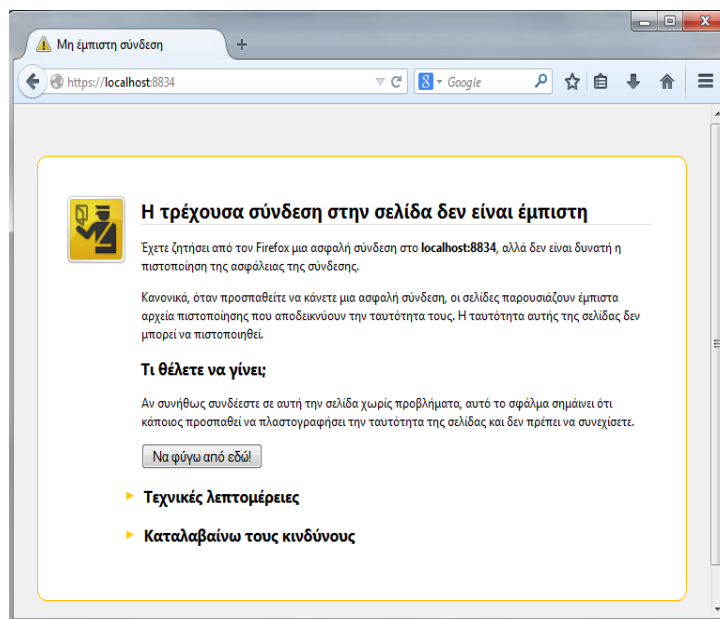 Μη έμπιστη σύνδεση
https://localhost:8834
Google
Η τρέχουσα σύνδεση στην σελίδα δεν είναι έμπιστη
Έχετε ζητήσει από τον Firefox μια ασφαλή σύνδεση στο localhost:8834, αλλά δεν είναι δυνατή η
πιστοποίηση της ασφάλειας της σύνδεσης.
Κανονικά, όταν προσπαθείτε να κάνετε μια ασφαλή σύνδεση, οι σελίδες παρουσιάζουν έμπιστα
αρχεία πιστοποίησης που αποδεικνύουν την ταυτότητα τους. Η ταυτότητα αυτής της σελίδας δεν
μπορεί να πιστοποιηθεί.
Τι θέλετε να γίνει;
Αν συνήθως συνδέεστε σε αυτή την σελίδα χωρίς προβλήματα, αυτό το σφάλμα σημάινει ότι
κάποιος προσπαθεί να πλαστογραφήσει την ταυτότητα της σελίδας και δεν πρέπει να συνεχίσετε.
Να φύγω από εδώ!
Τεχνικές λεπτομέρειες
Καταλαβαίνω τους κινδύνους